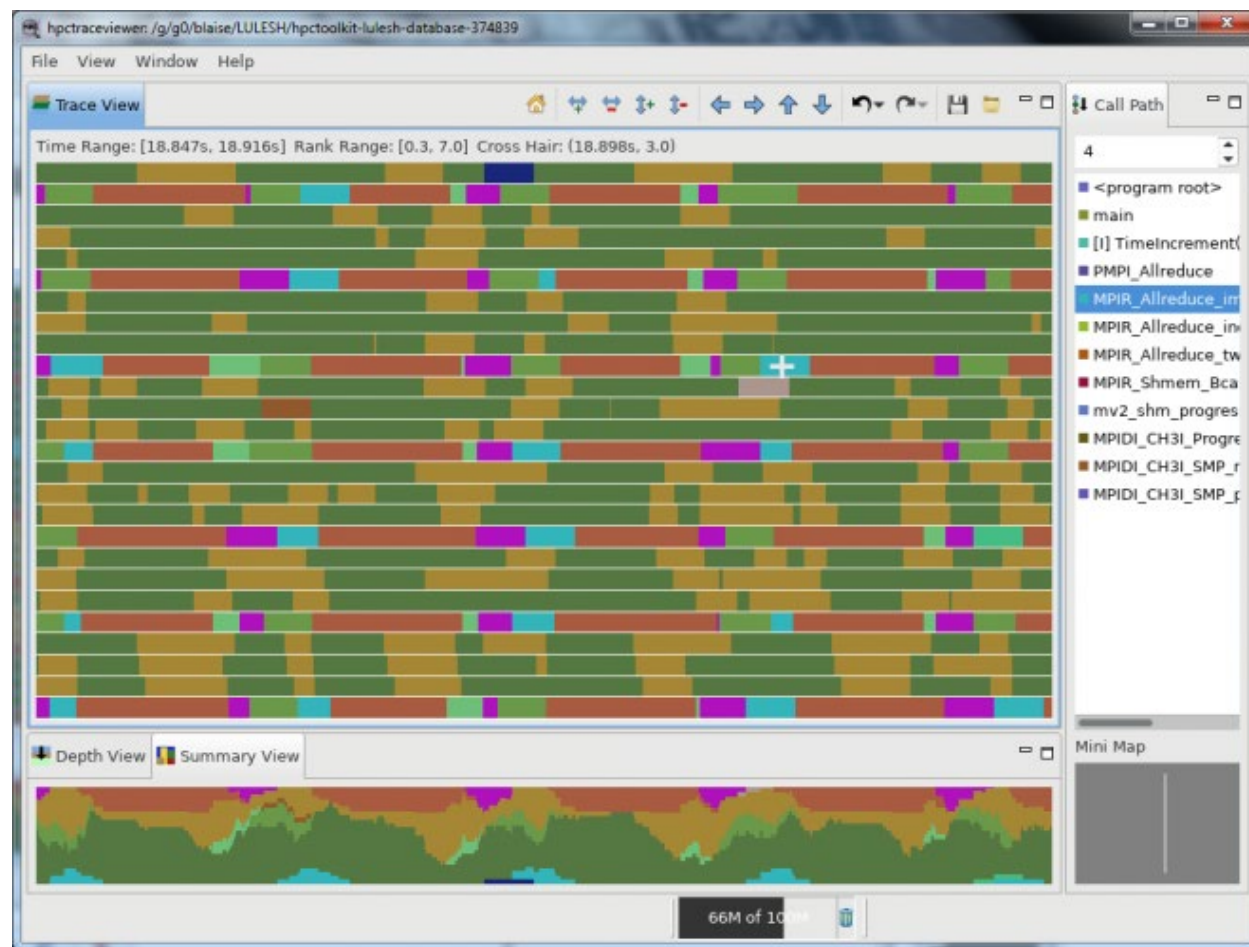 hpctraceviewer: /g/g0/blaise/LULESH/hpctoolkit-lulesh-database-374839
File View Window Help
Trace View
Time Range: [18.847s, 18.916s] Rank Range: [0.3, 7.0] Cross Hair: (18.898s, 3.0)
Call Path
4
<program root>
main
[I] TimeIncrement(
PMPI_Allreduce
MPIR_Allreduce_im
MPIR_Allreduce_in
MPIR_Allreduce_tw
MPIR_Shmem_Bca
mv2_shm_progres
MPIDI_CH3I_Progre
MPIDI_CH3I_SMP_r
MPIDI_CH3I_SMP_p
Depth View Summary View
Mini Map
66M of 100M